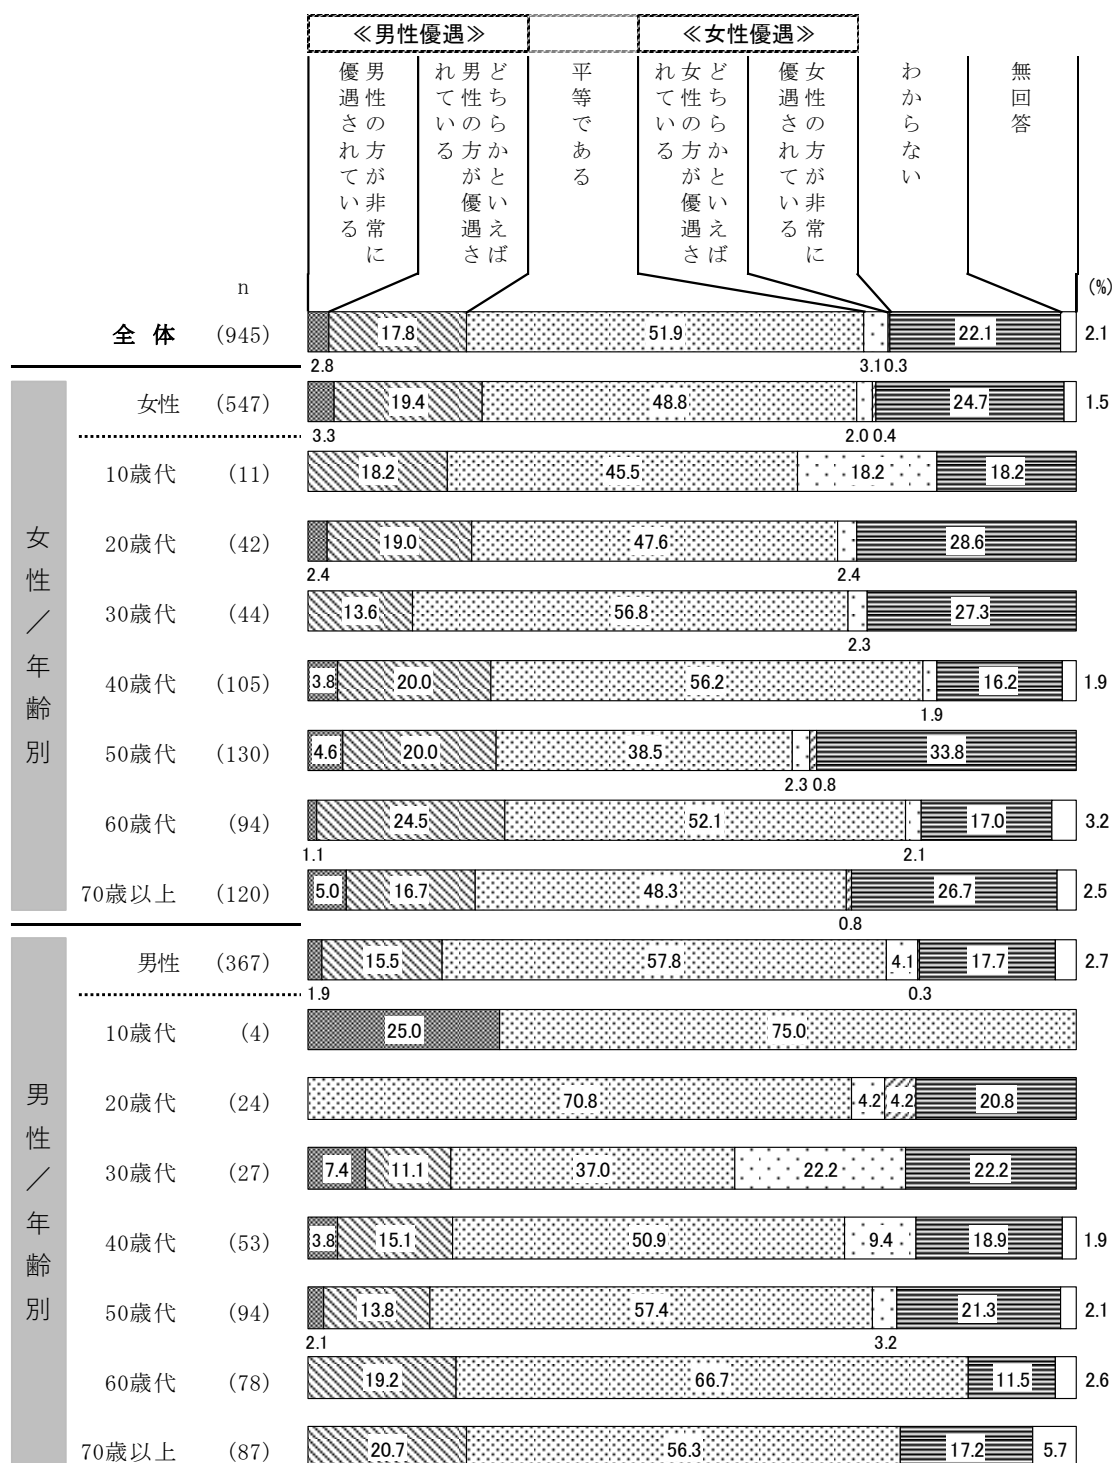 ≪男性優遇≫ ≪女性優遇≫
男性の方が非常に
優遇されている
どちらかといえば
男性の方が優遇さ
れている
平等である
どちらかといえば
女性の方が優遇さ
れている
女性の方が非常に
優遇されている
わからない
無回答
n (%)
全 体 (945) 17.8 51.9 22.1 2.1
2.8 3.1 0.3
女性 (547) 19.4 48.8 24.7 1.5
3.3 2.0 0.4
女性／年齢別
10歳代 (11) 18.2 45.5 18.2 18.2
20歳代 (42) 19.0 47.6 28.6
2.4 2.4
30歳代 (44) 13.6 56.8 27.3
2.3
40歳代 (105) 3.8 20.0 56.2 16.2 1.9
1.9
50歳代 (130) 4.6 20.0 38.5 33.8
2.3 0.8
60歳代 (94) 24.5 52.1 17.0 3.2
1.1 2.1
70歳以上 (120) 5.0 16.7 48.3 26.7 2.5
0.8
男性 (367) 15.5 57.8 4.1 17.7 2.7
1.9 0.3
男性／年齢別
10歳代 (4) 25.0 75.0
20歳代 (24) 70.8 4.2 4.2 20.8
30歳代 (27) 7.4 11.1 37.0 22.2 22.2
40歳代 (53) 3.8 15.1 50.9 9.4 18.9 1.9
50歳代 (94) 13.8 57.4 21.3 2.1
2.1 3.2
60歳代 (78) 19.2 66.7 11.5 2.6
70歳以上 (87) 20.7 56.3 17.2 5.7